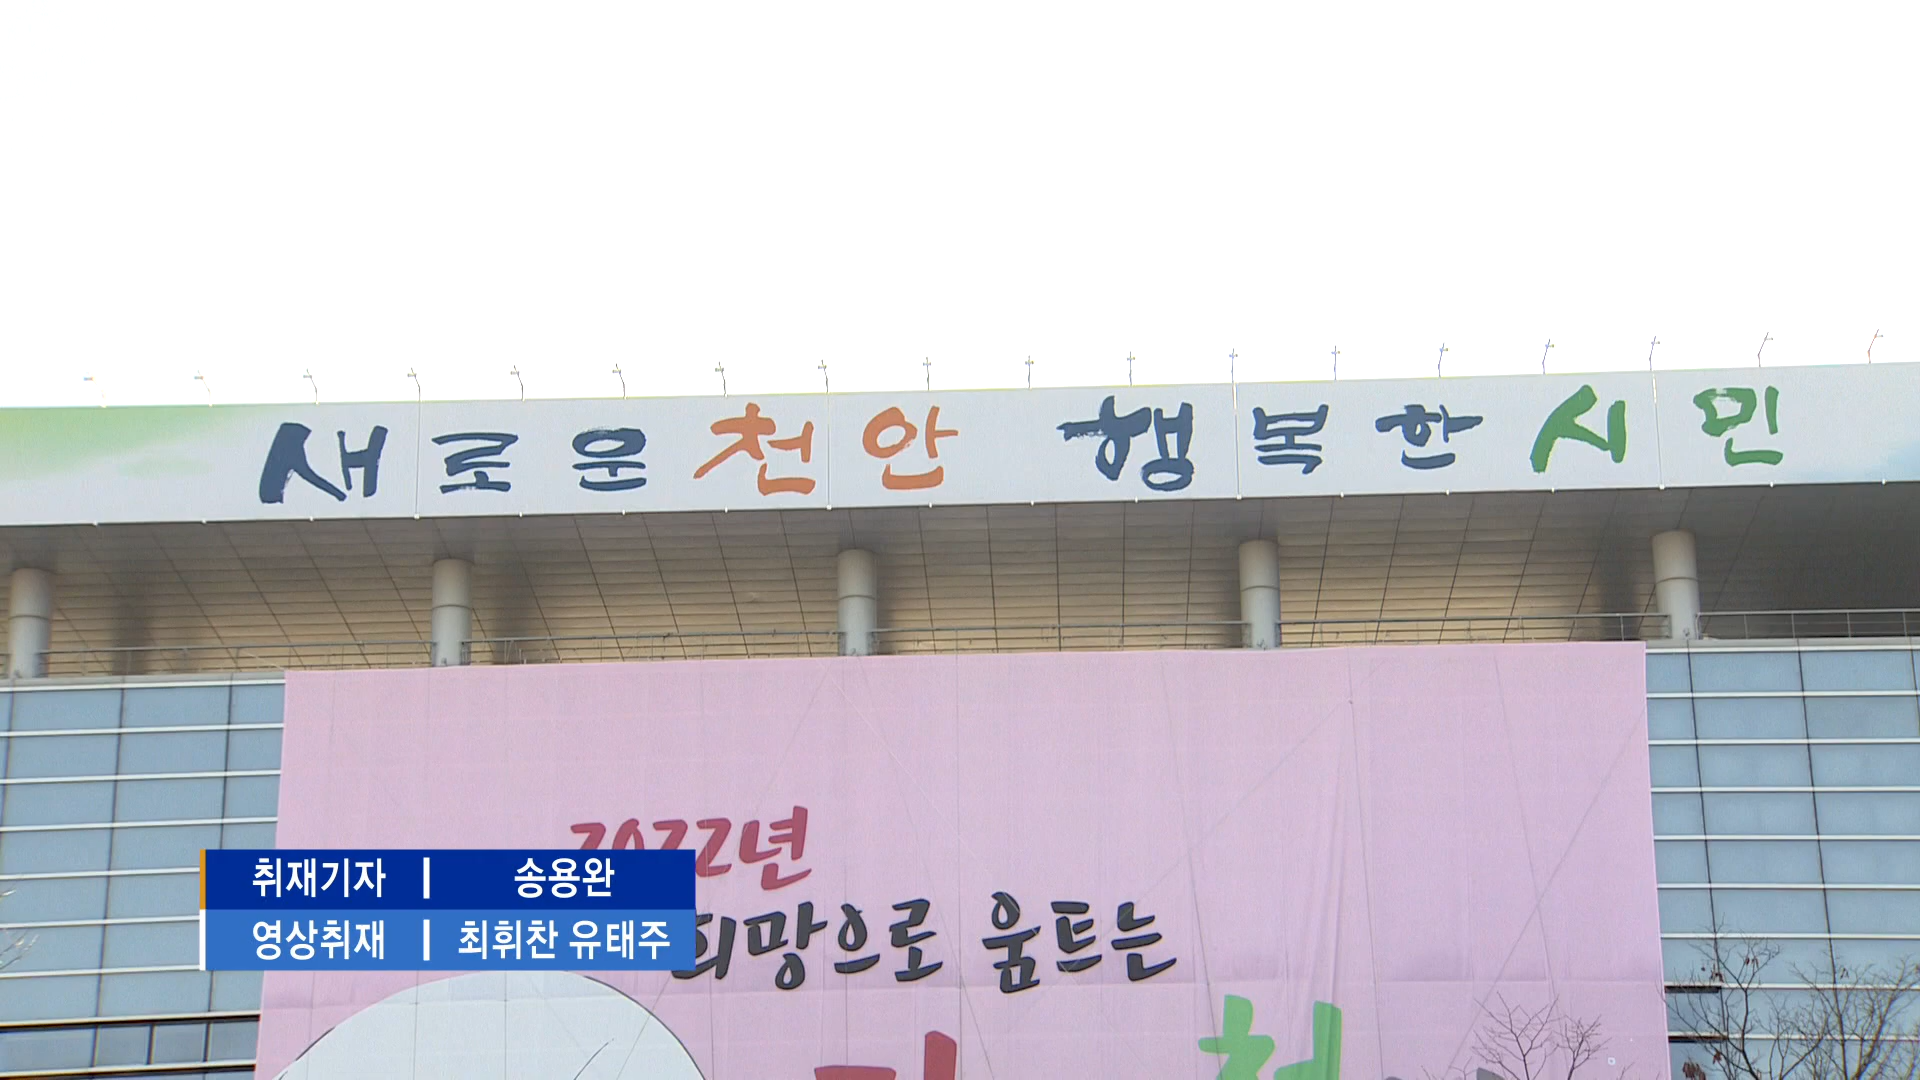 새로운 천안 행복한 시민
2022년
희망으로 움트는
취재기자 | 송용완
영상취재 | 최휘찬 유태주